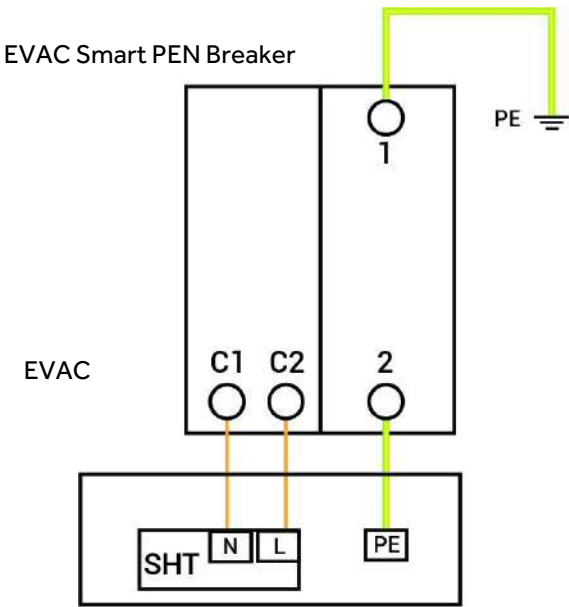 EVAC Smart PEN Breaker
PE
1
C1 C2 2
EVAC
N L PE
SHT